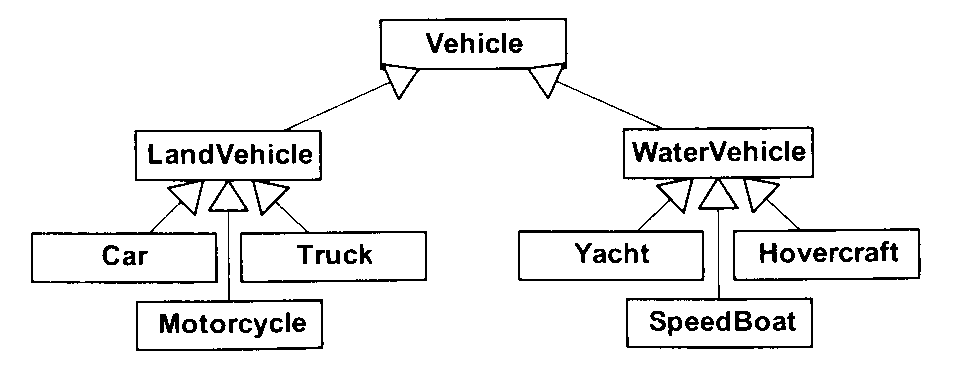 Vehicle
LandVehicle
WaterVehicle
Car
Truck
Yacht
Hovercraft
Motorcycle
SpeedBoat